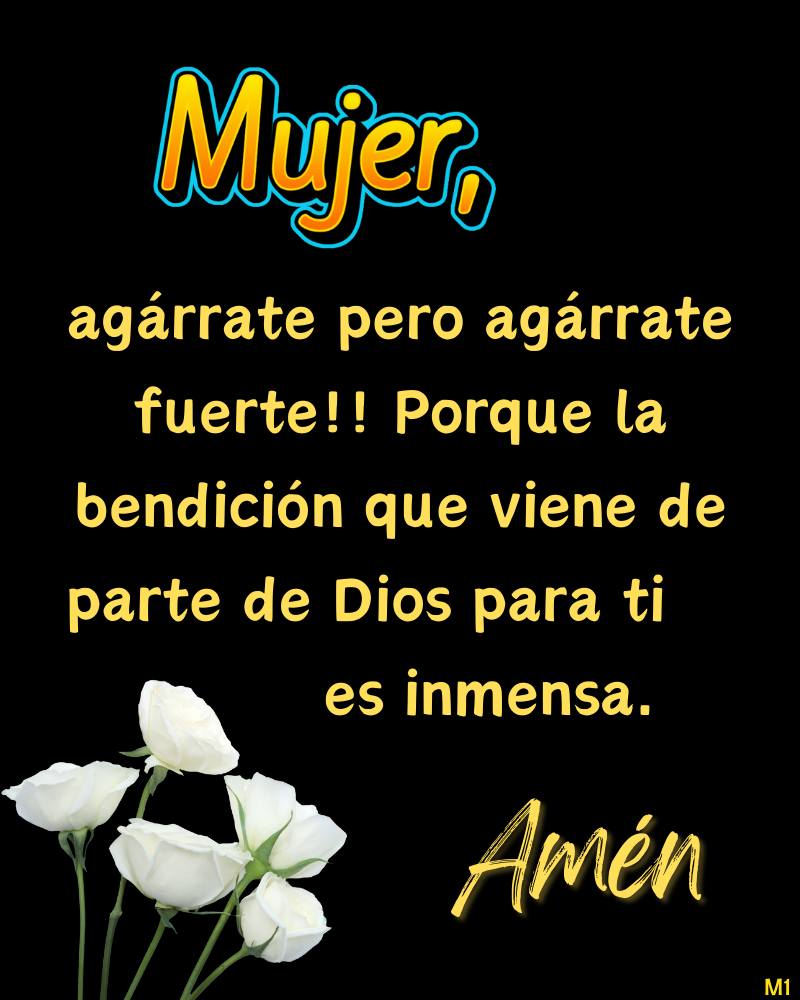 Mujer,
agárrate pero agárrate
fuerte!! Porque la
bendición que viene de
parte de Dios para ti
es inmensa.
Amén
M1